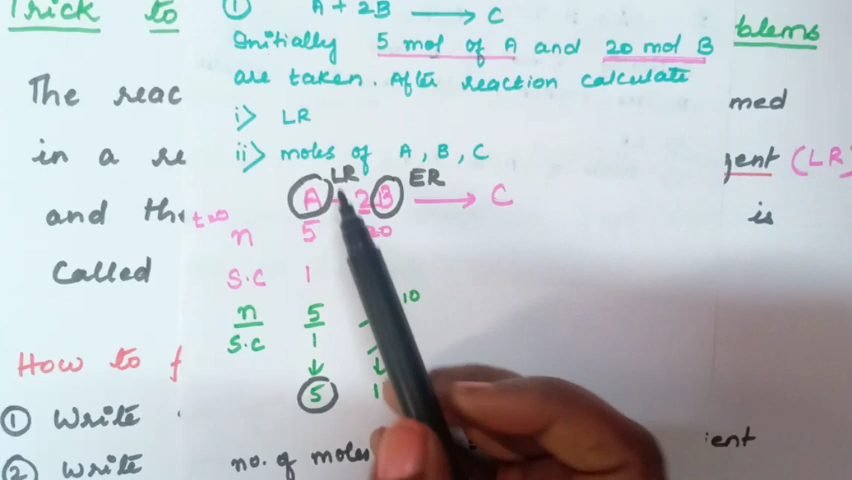 Trick to
blems
The reac
med
in a re
gent (LR)
and the
is
Called
How to f
① Write
② Write
ient
① A + 2B ⟶ C
Initially 5 mol of A and 20 mol B
are taken. After reaction calculate
i> LR
ii> moles of A, B, C
LR ER
A 2B ⟶ C
t=0
n 5 20
S.C 1
n/S.C 5/1 10
↓ ↓
5 1
no. of moles